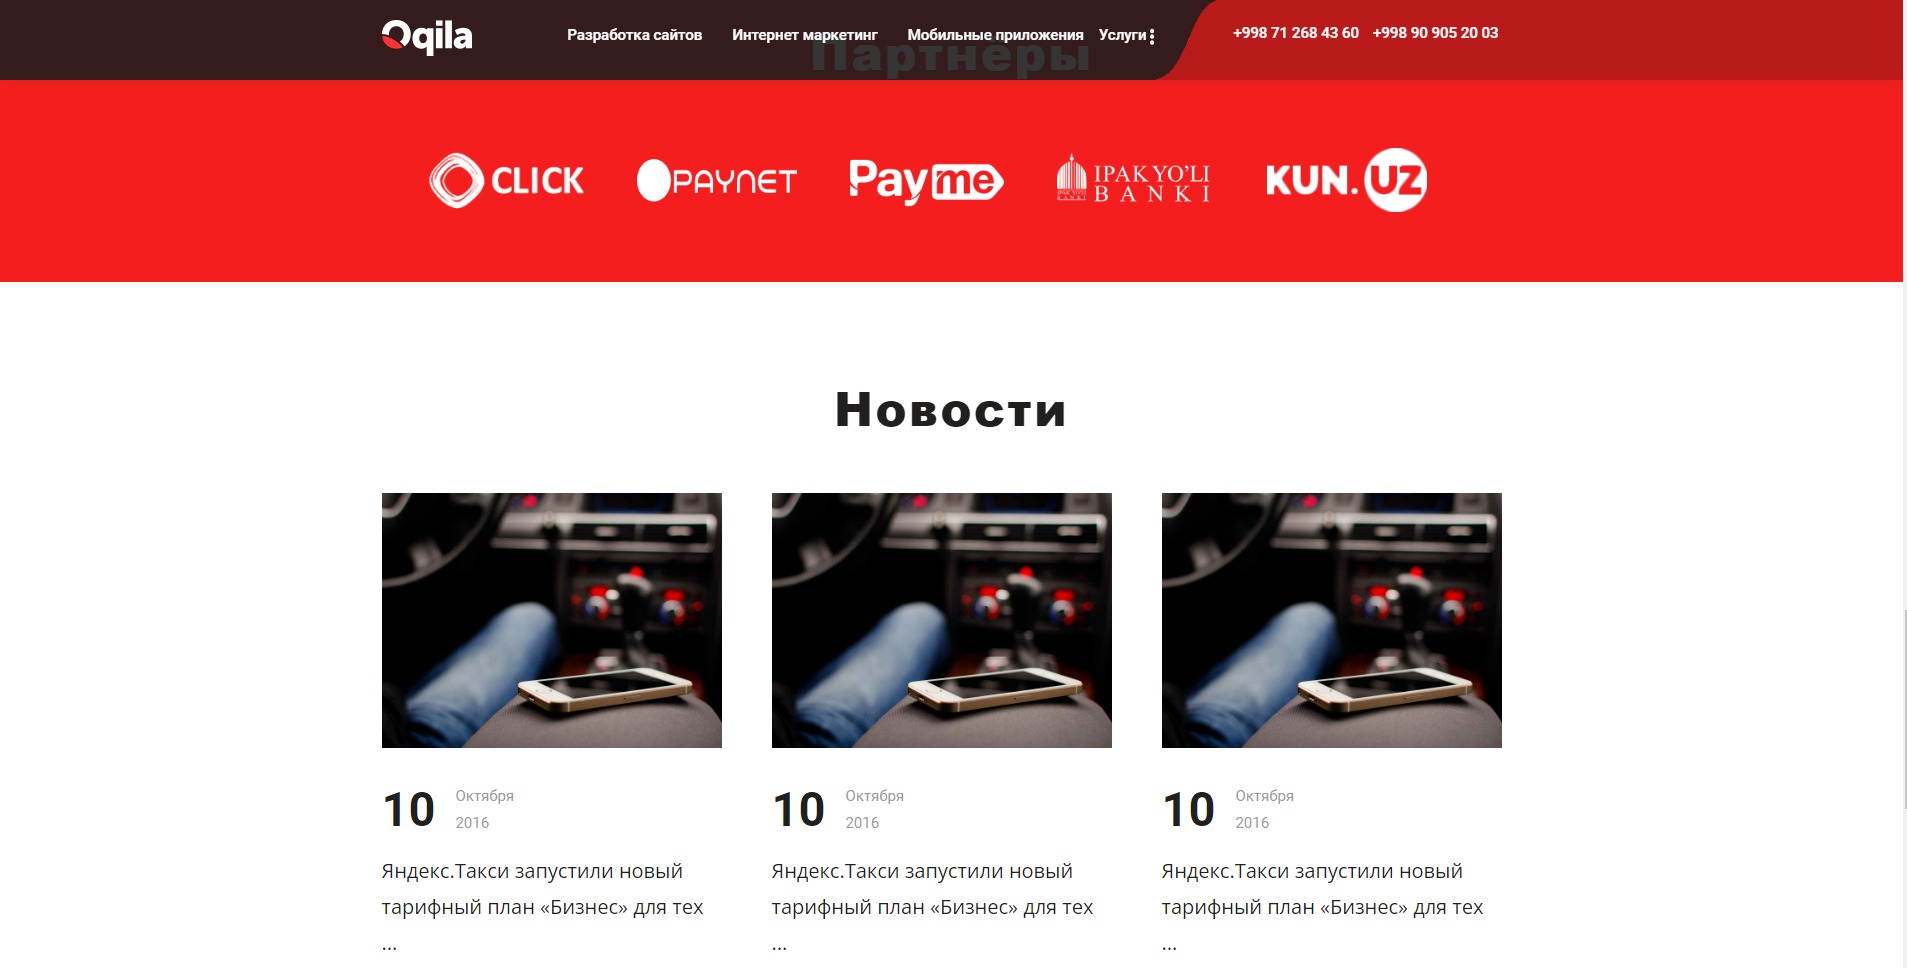 Oqila
Разработка сайтов Интернет маркетинг Мобильные приложения Услуги
+998 71 268 43 60 +998 90 905 20 03
Партнеры
CLICK
PAYNET
Payme
IPAK YO'LI
BANKI
KUN.UZ
Новости
10 Октября
2016
Яндекс.Такси запустили новый
тарифный план «Бизнес» для тех
...
10 Октября
2016
Яндекс.Такси запустили новый
тарифный план «Бизнес» для тех
...
10 Октября
2016
Яндекс.Такси запустили новый
тарифный план «Бизнес» для тех
...